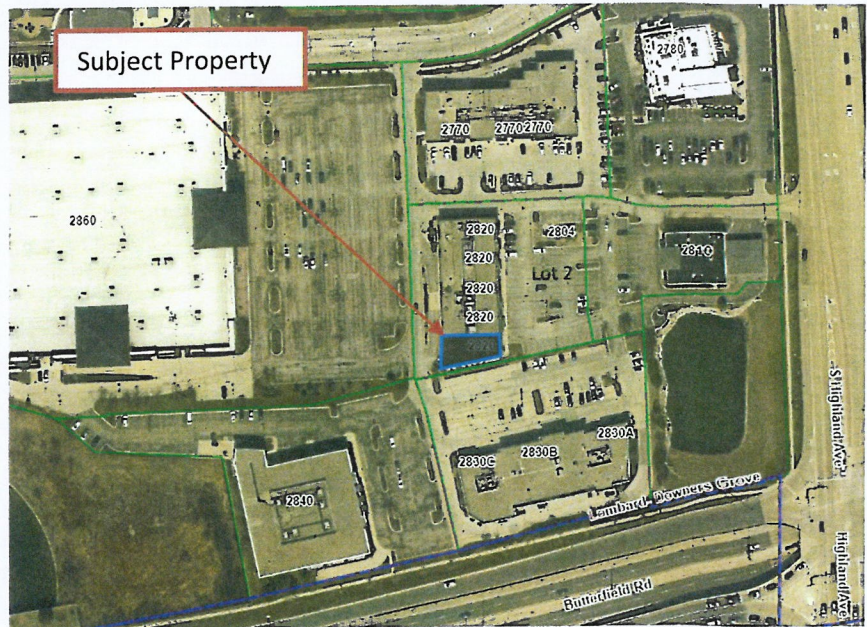 Subject Property
2780
2770
2770
2770
2860
2820
2804
2820
2810
2820
Lot 2
2820
2830A
2830B
2830C
2840
Lombard
Downers Grove
Butterfield Rd
S Highland Ave
Highland Ave